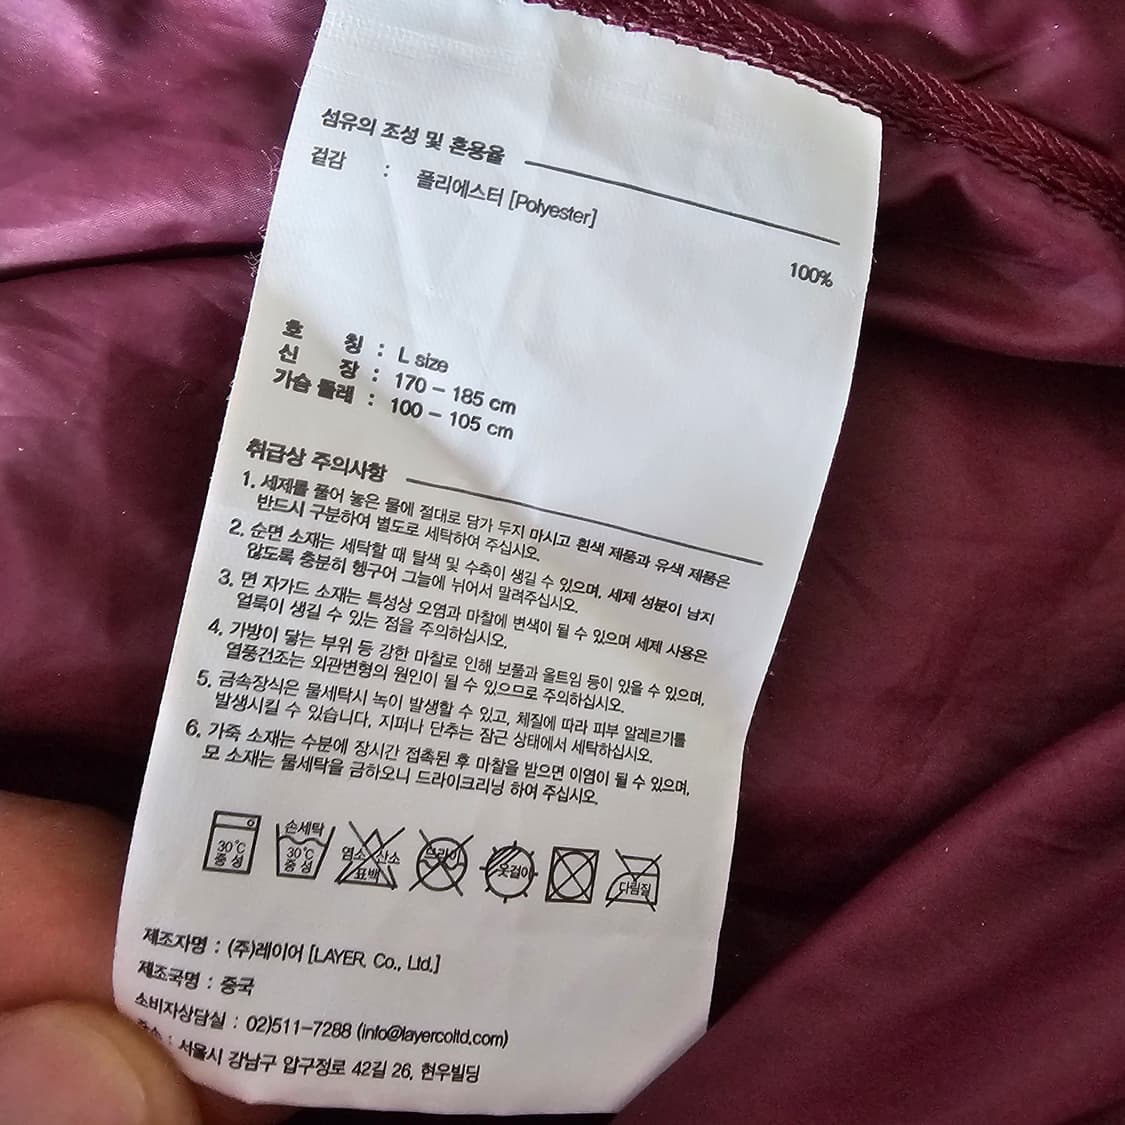 섬유의 조성 및 혼용율
겉감 : 폴리에스터 [Polyester]
100%
호 칭 : L size
신 장 : 170 - 185 cm
가슴 둘레 : 100 - 105 cm
취급상 주의사항
1. 세제를 풀어 놓은 물에 절대로 담가 두지 마시고 흰색 제품과 유색 제품은
반드시 구분하여 별도로 세탁하여 주십시오.
2. 순면 소재는 세탁할 때 탈색 및 수축이 생길 수 있으며, 세제 성분이 남지
않도록 충분히 헹구어 그늘에 뉘어서 말려주십시오.
3. 면 자가드 소재는 특성상 오염과 마찰에 변색이 될 수 있으며 세제 사용은
얼룩이 생길 수 있는 점을 주의하십시오.
4. 가방이 닿는 부위 등 강한 마찰로 인해 보풀과 올트임 등이 있을 수 있으며,
열풍건조는 외관변형의 원인이 될 수 있으므로 주의하십시오.
5. 금속장식은 물세탁시 녹이 발생할 수 있고, 체질에 따라 피부 알레르기를
발생시킬 수 있습니다. 지퍼나 단추는 잠근 상태에서 세탁하십시오.
6. 가죽 소재는 수분에 장시간 접촉된 후 마찰을 받으면 이염이 될 수 있으며,
모 소재는 물세탁을 금하오니 드라이크리닝 하여 주십시오.
30℃
중성
손세탁
30℃
중성
염소 산소
표백
드라이
옷걸이
다림질
제조자명 : (주)레이어 [LAYER. Co., Ltd.]
제조국명 : 중국
소비자상담실 : 02)511-7288 (info@layercoltd.com)
주소 : 서울시 강남구 압구정로 42길 26, 현우빌딩